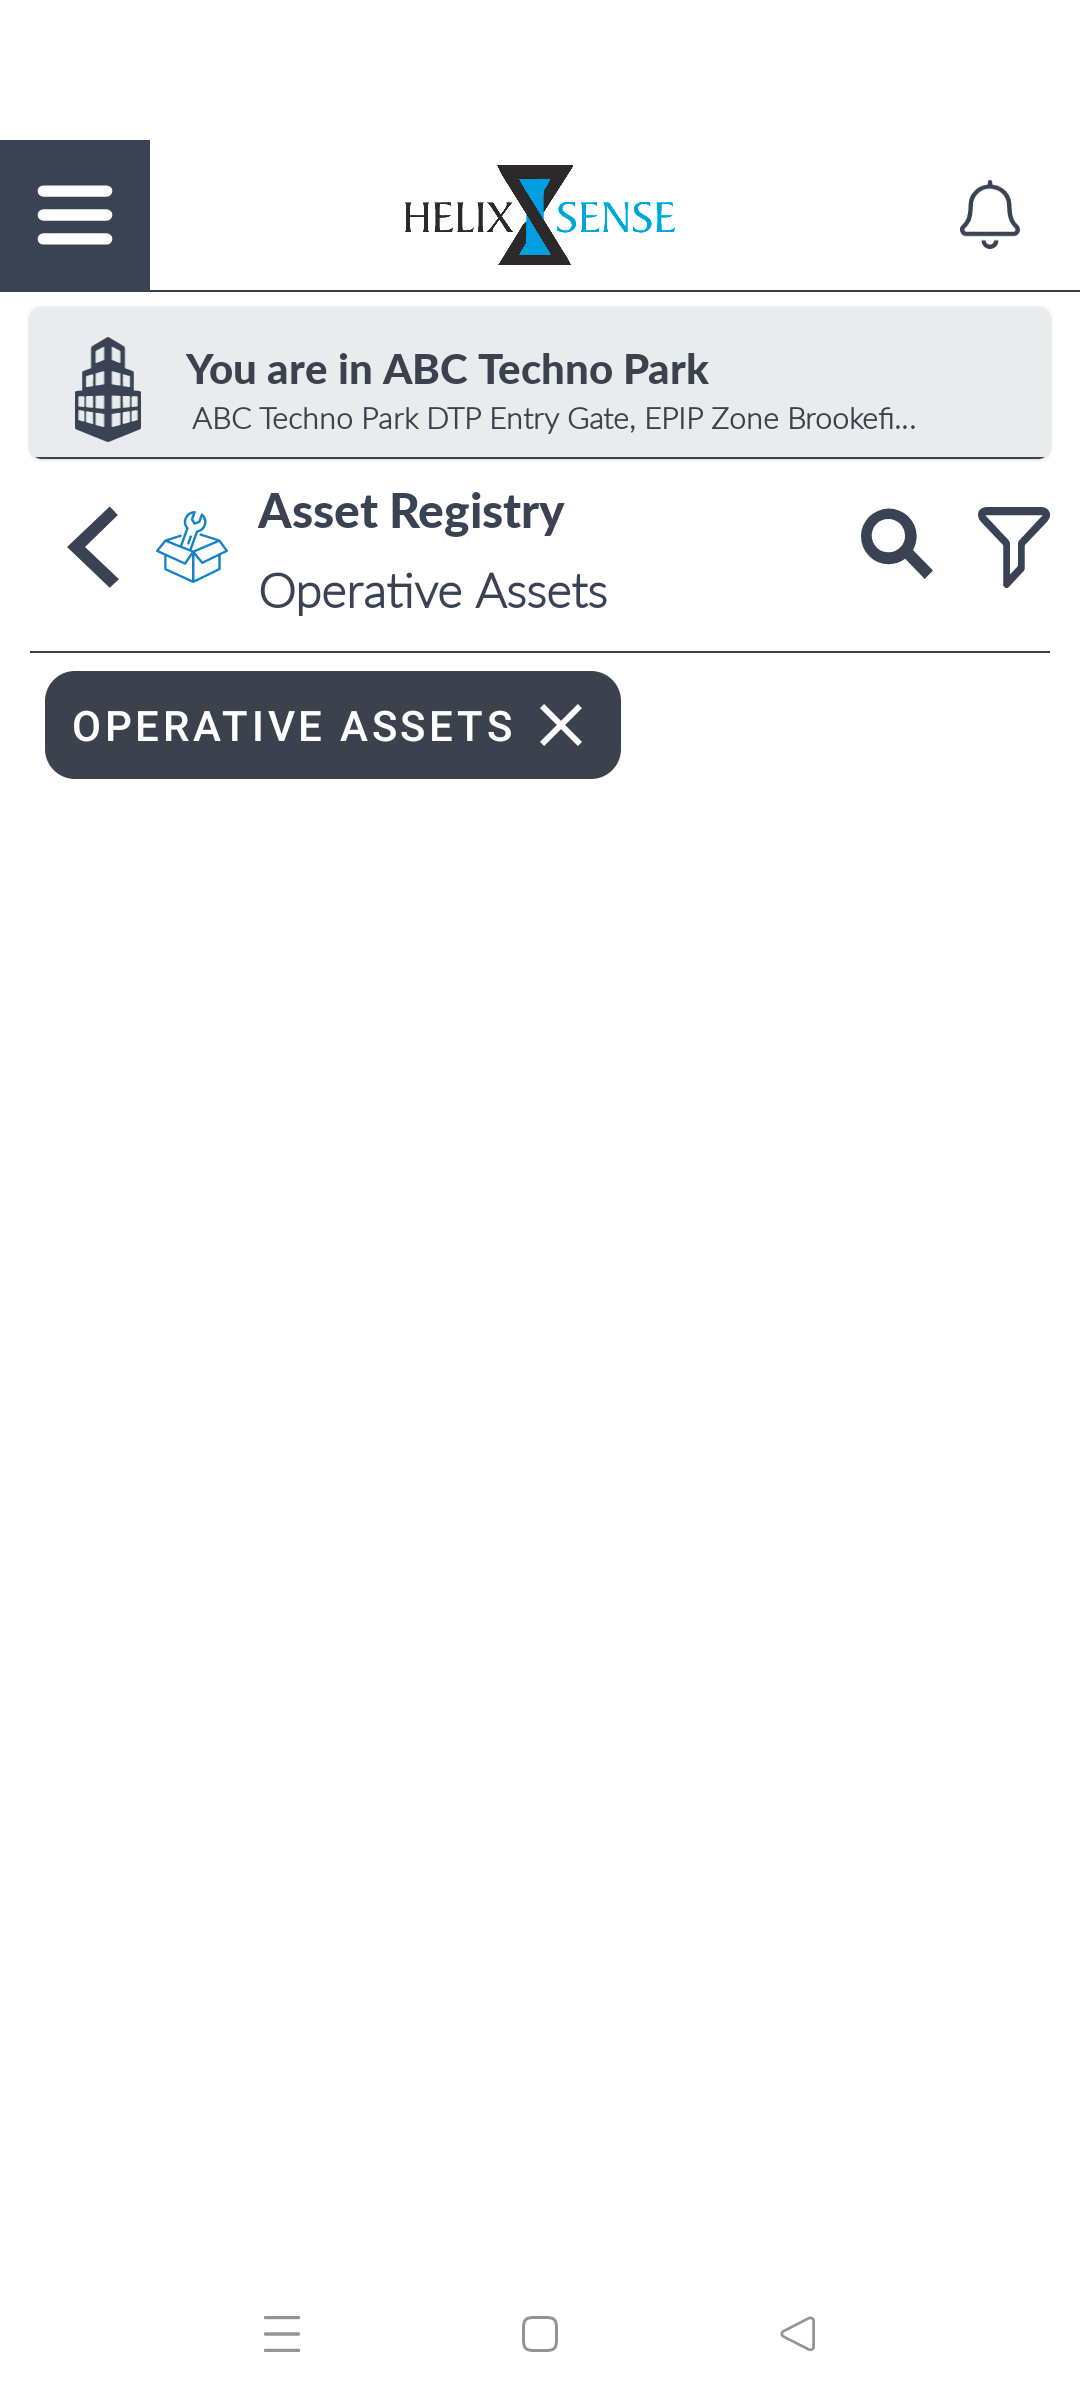 HELIX SENSE
You are in ABC Techno Park
ABC Techno Park DTP Entry Gate, EPIP Zone Brookefi...
Asset Registry
Operative Assets
OPERATIVE ASSETS